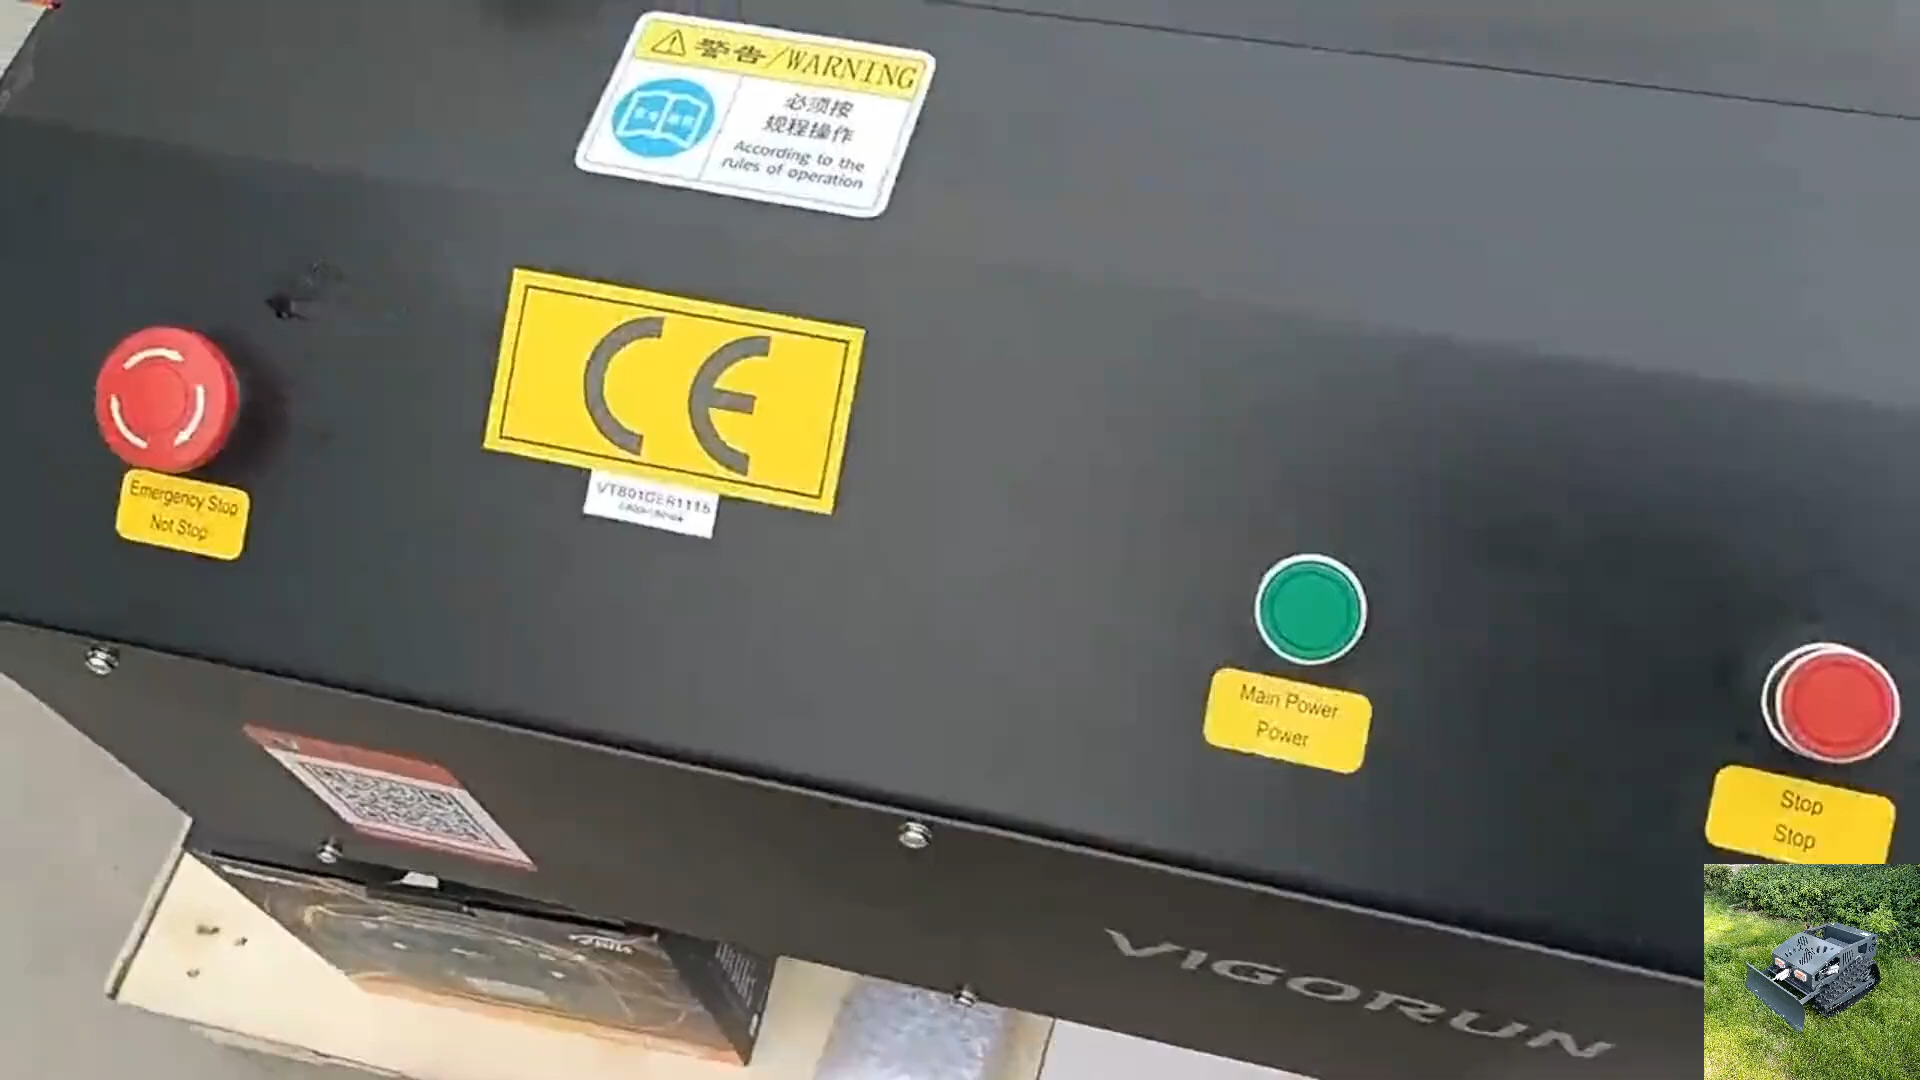 警告/WARNING
必须按
规程操作
According to the
rules of operation
CE
Emergency Stop
Not Stop
Main Power
Power
Stop
Stop
VIGORUN